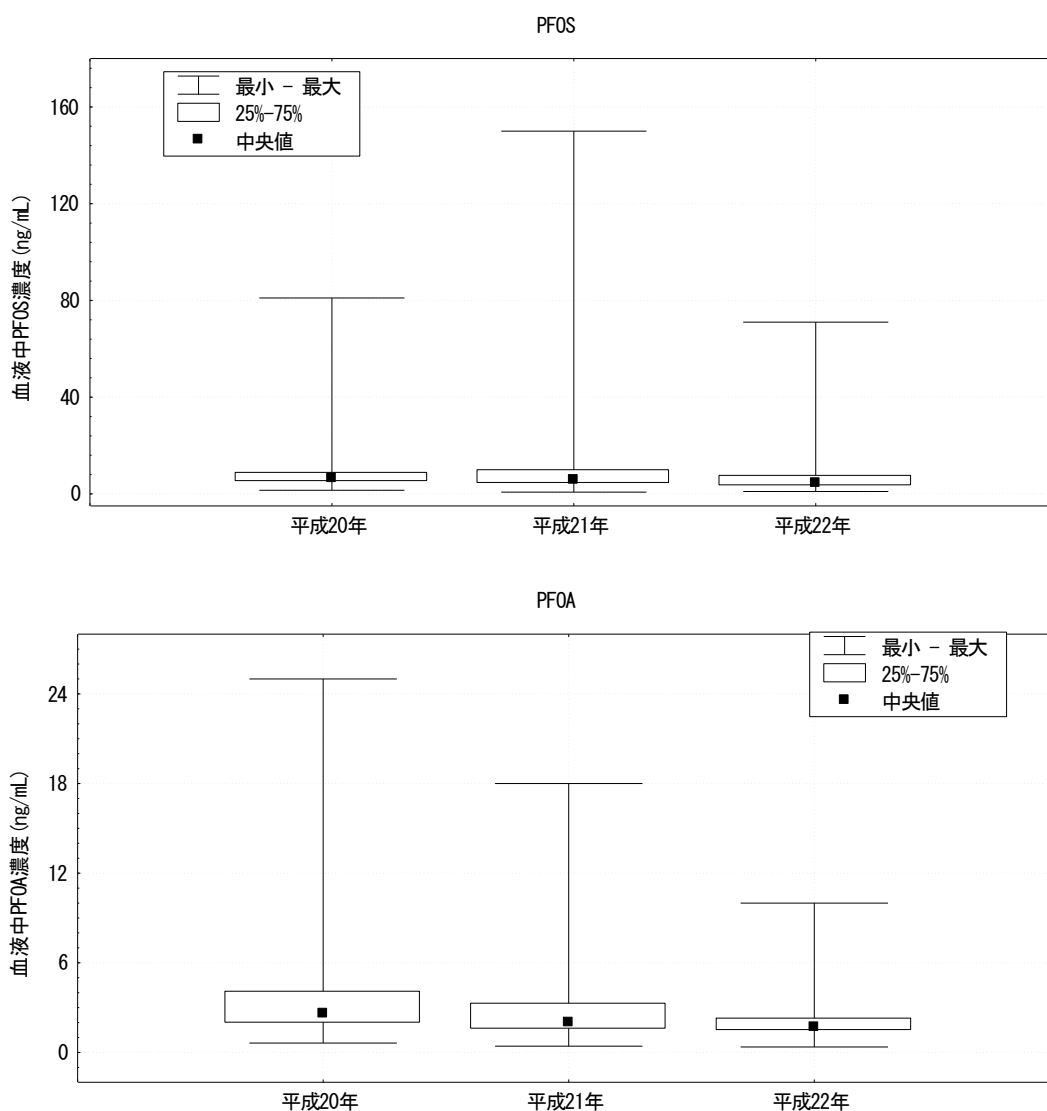 PFOS
最小 - 最大
25%-75%
中央値
血液中PFOS濃度(ng/mL)
160
120
80
40
0
平成20年
平成21年
平成22年
PFOA
最小 - 最大
25%-75%
中央値
血液中PFOA濃度(ng/mL)
24
18
12
6
0
平成20年
平成21年
平成22年